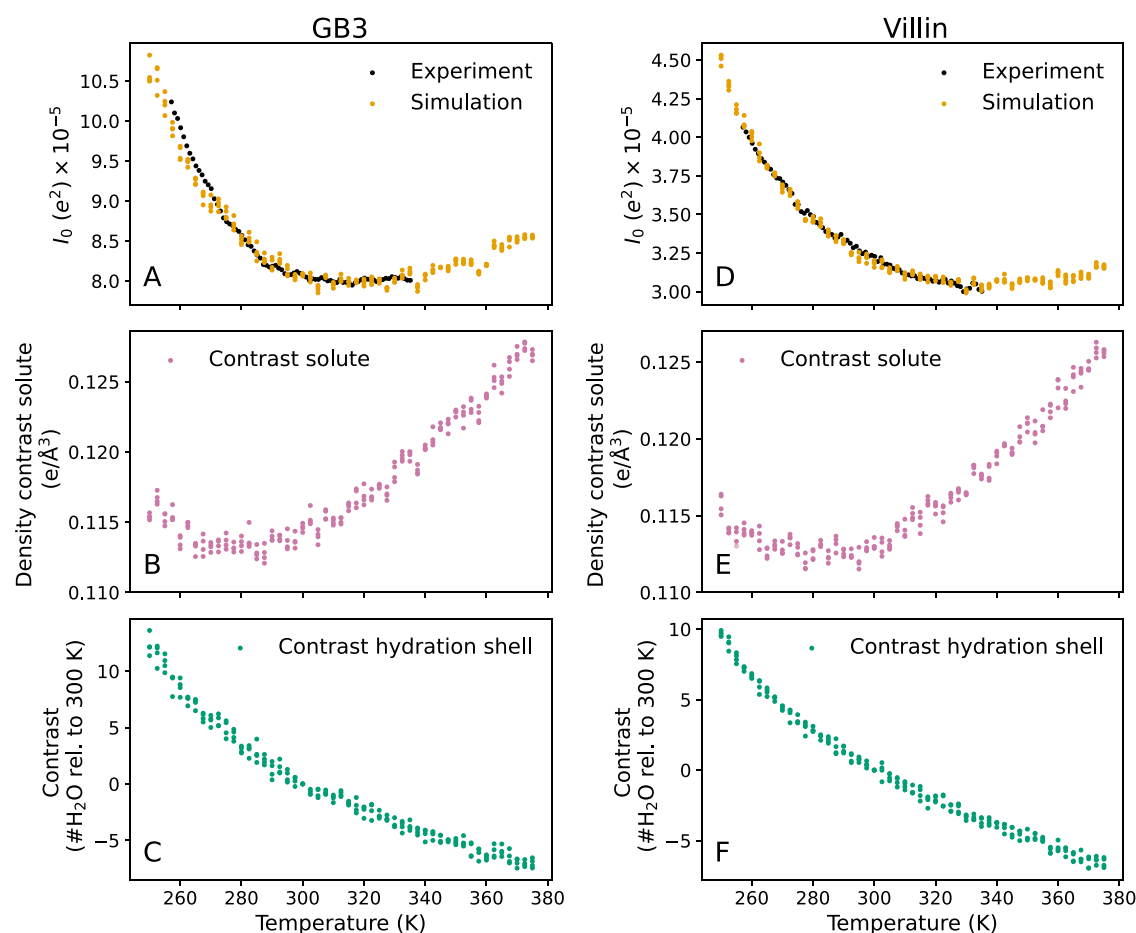 GB3
Villin
I₀ (e²) × 10⁻⁵
10.5
10.0
9.5
9.0
8.5
8.0
Experiment
Simulation
A
I₀ (e²) × 10⁻⁵
4.50
4.25
4.00
3.75
3.50
3.25
3.00
Experiment
Simulation
D
Density contrast solute
(e/Å³)
0.125
0.120
0.115
0.110
Contrast solute
B
Density contrast solute
(e/Å³)
0.125
0.120
0.115
0.110
Contrast solute
E
Contrast
(#H₂O rel. to 300 K)
10
5
0
−5
Contrast hydration shell
C
260 280 300 320 340 360 380
Temperature (K)
Contrast
(#H₂O rel. to 300 K)
10
5
0
−5
Contrast hydration shell
F
260 280 300 320 340 360 380
Temperature (K)